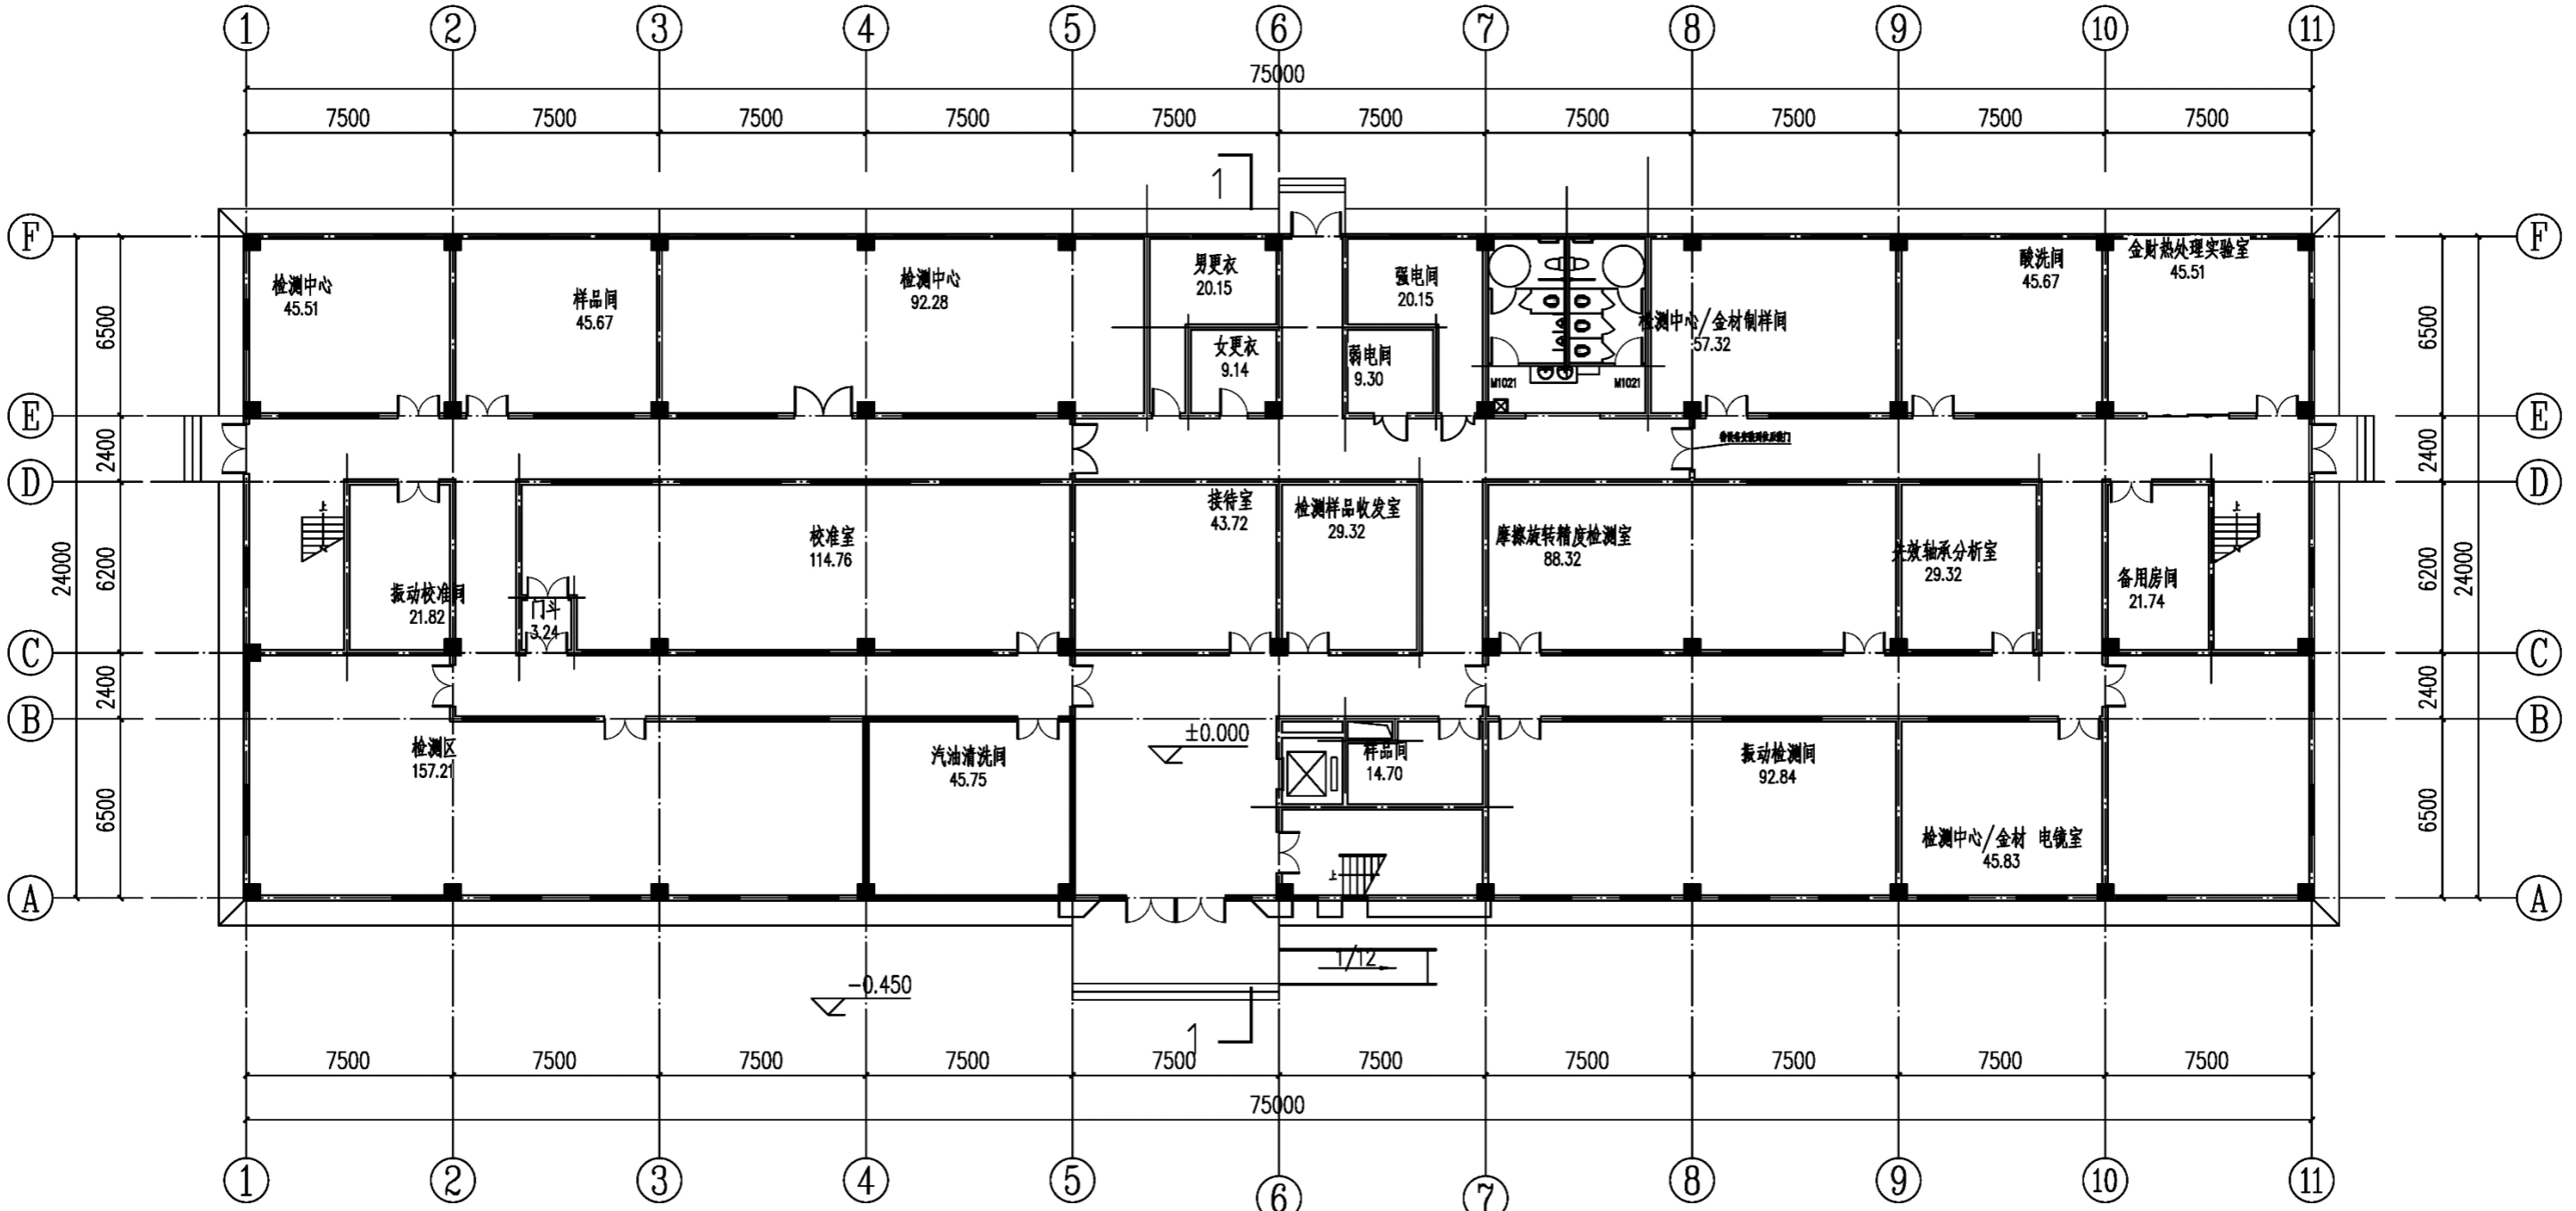 1 2 3 4 5 6 7 8 9 10 11
75000
7500 7500 7500 7500 7500 7500 7500 7500 7500 7500
1
F F
检测中心
45.51
样品间
45.67
检测中心
92.28
男更衣
20.15
强电间
20.15
酸洗间
45.67
金财热处理实验室
45.51
6500 6500
女更衣
9.14
弱电间
9.30
检测中心/金材制样间
57.32
M1021 M1021
E E
2400 2400
D D
上
校准室
114.76
接待室
43.72
检测样品收发室
29.32
摩擦旋转精度检测室
88.32
失效轴承分析室
29.32
上
24000 6200 6200 24000
振动校准间
21.82
门斗
3.24
备用房间
21.74
C C
2400 2400
B B
检测区
157.21
汽油清洗间
45.75
±0.000
样品间
14.70
振动检测间
92.84
6500 6500
检测中心/金材 电镜室
45.83
上
A A
1/12
-0.450
1
7500 7500 7500 7500 7500 7500 7500 7500 7500 7500
75000
1 2 3 4 5 6 7 8 9 10 11